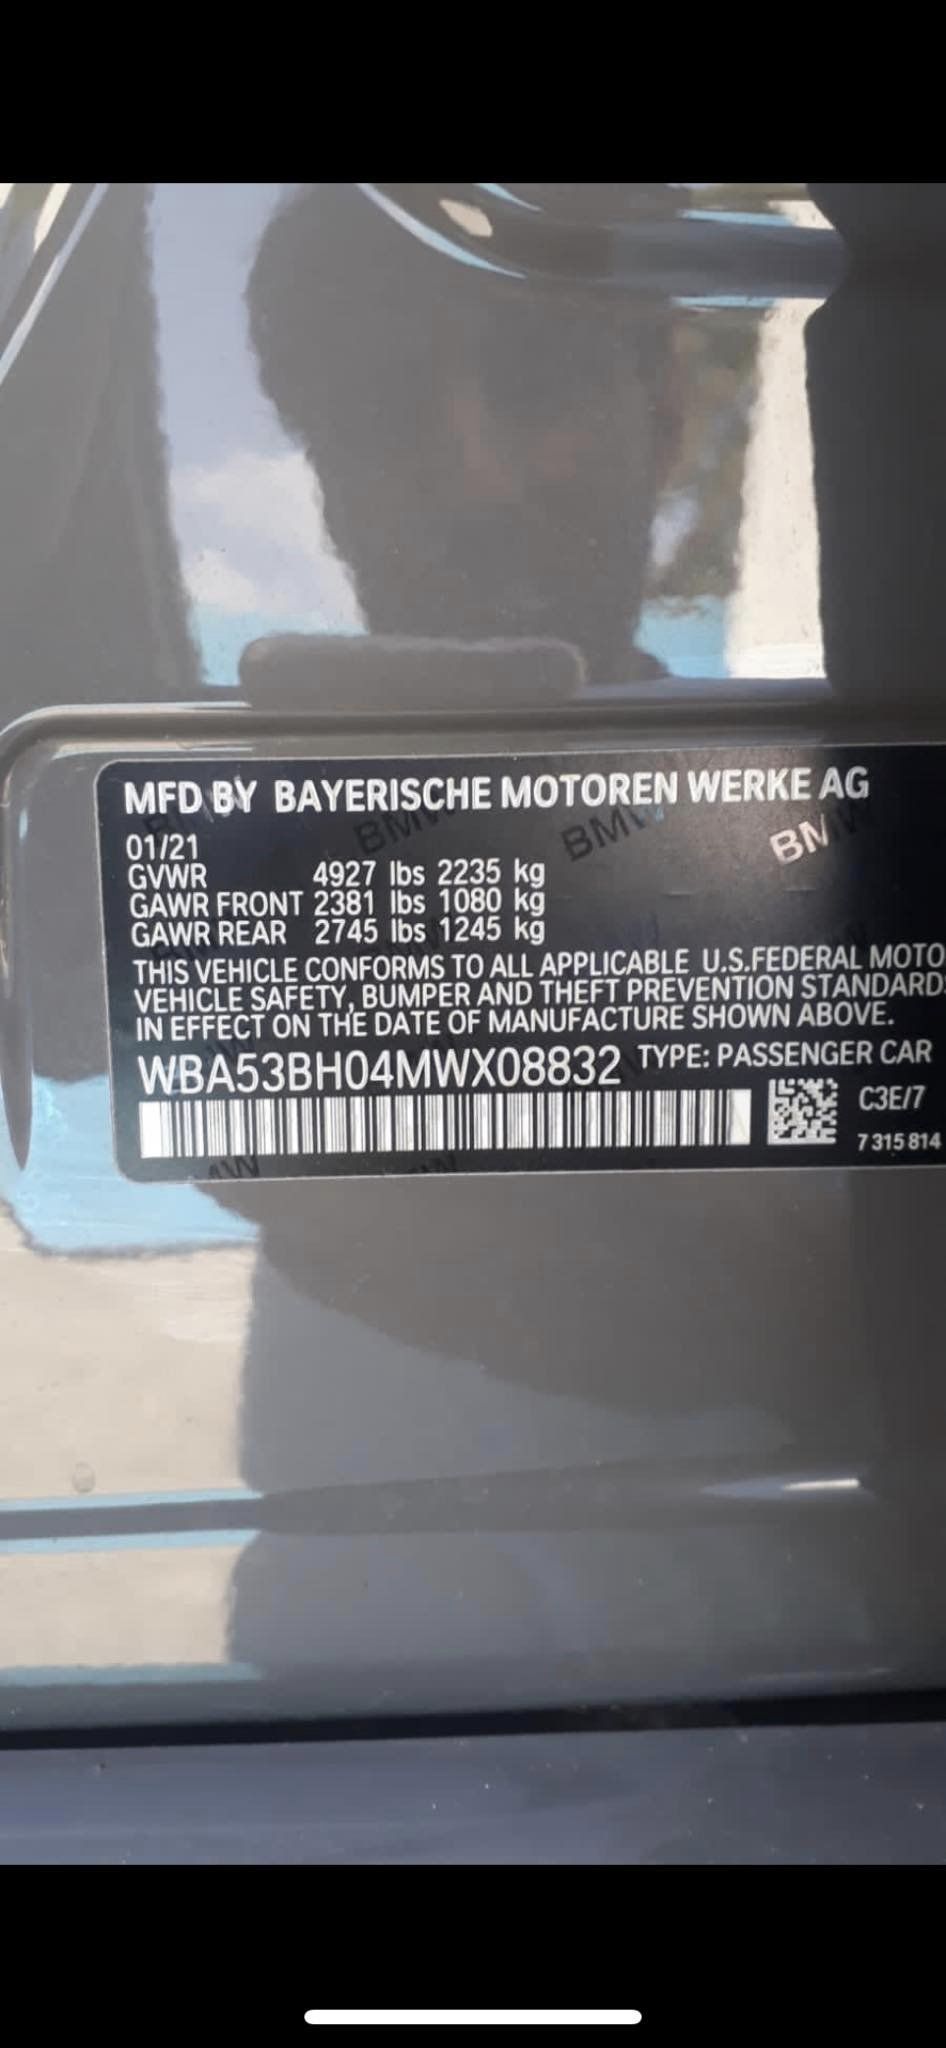 MFD BY BAYERISCHE MOTOREN WERKE AG
BMW BMW BMW
01/21
GVWR 4927 lbs 2235 kg
GAWR FRONT 2381 lbs 1080 kg
GAWR REAR 2745 lbs 1245 kg
THIS VEHICLE CONFORMS TO ALL APPLICABLE U.S.FEDERAL MOTO
VEHICLE SAFETY, BUMPER AND THEFT PREVENTION STANDARD
IN EFFECT ON THE DATE OF MANUFACTURE SHOWN ABOVE.
WBA53BH04MWX08832 TYPE: PASSENGER CAR
C3E/7
7 315 814